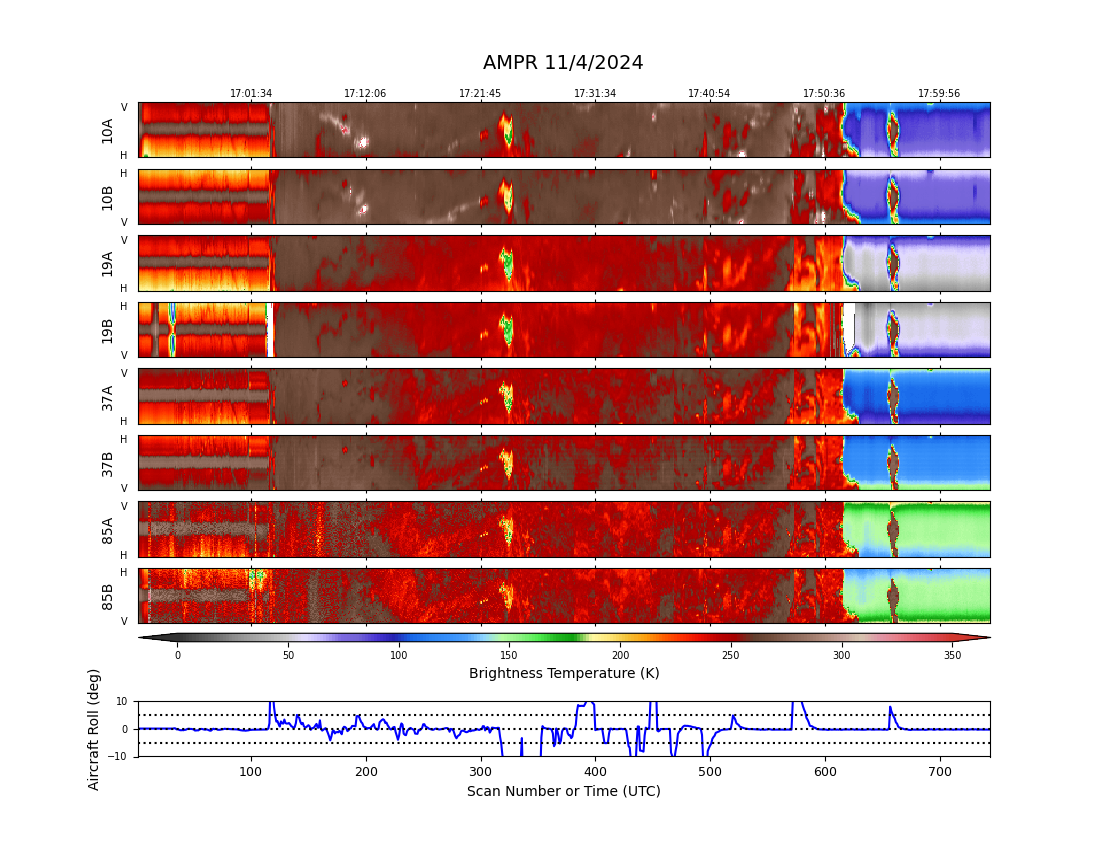 AMPR 11/4/2024
17:01:34 17:12:06 17:21:45 17:31:34 17:40:54 17:50:36 17:59:56
V
10A
H
H
10B
V
V
19A
H
H
19B
V
V
37A
H
H
37B
V
V
85A
H
H
85B
V
0 50 100 150 200 250 300 350
Brightness Temperature (K)
Aircraft Roll (deg)
10
0
−10
100 200 300 400 500 600 700
Scan Number or Time (UTC)